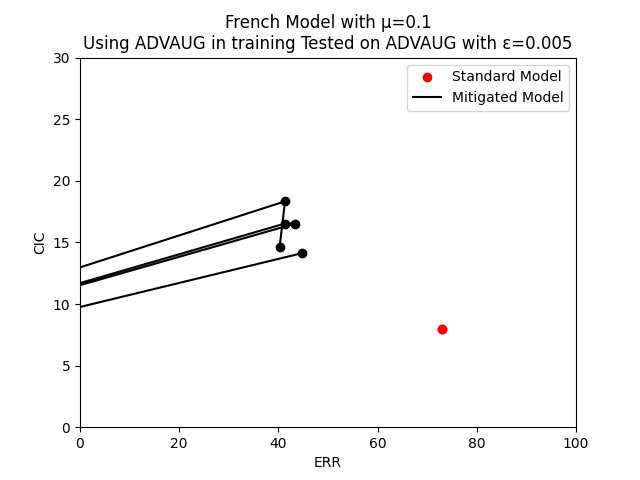 French Model with μ=0.1
Using ADVAUG in training Tested on ADVAUG with ε=0.005
Standard Model
Mitigated Model
30
25
20
15
10
5
0
CIC
0 20 40 60 80 100
ERR